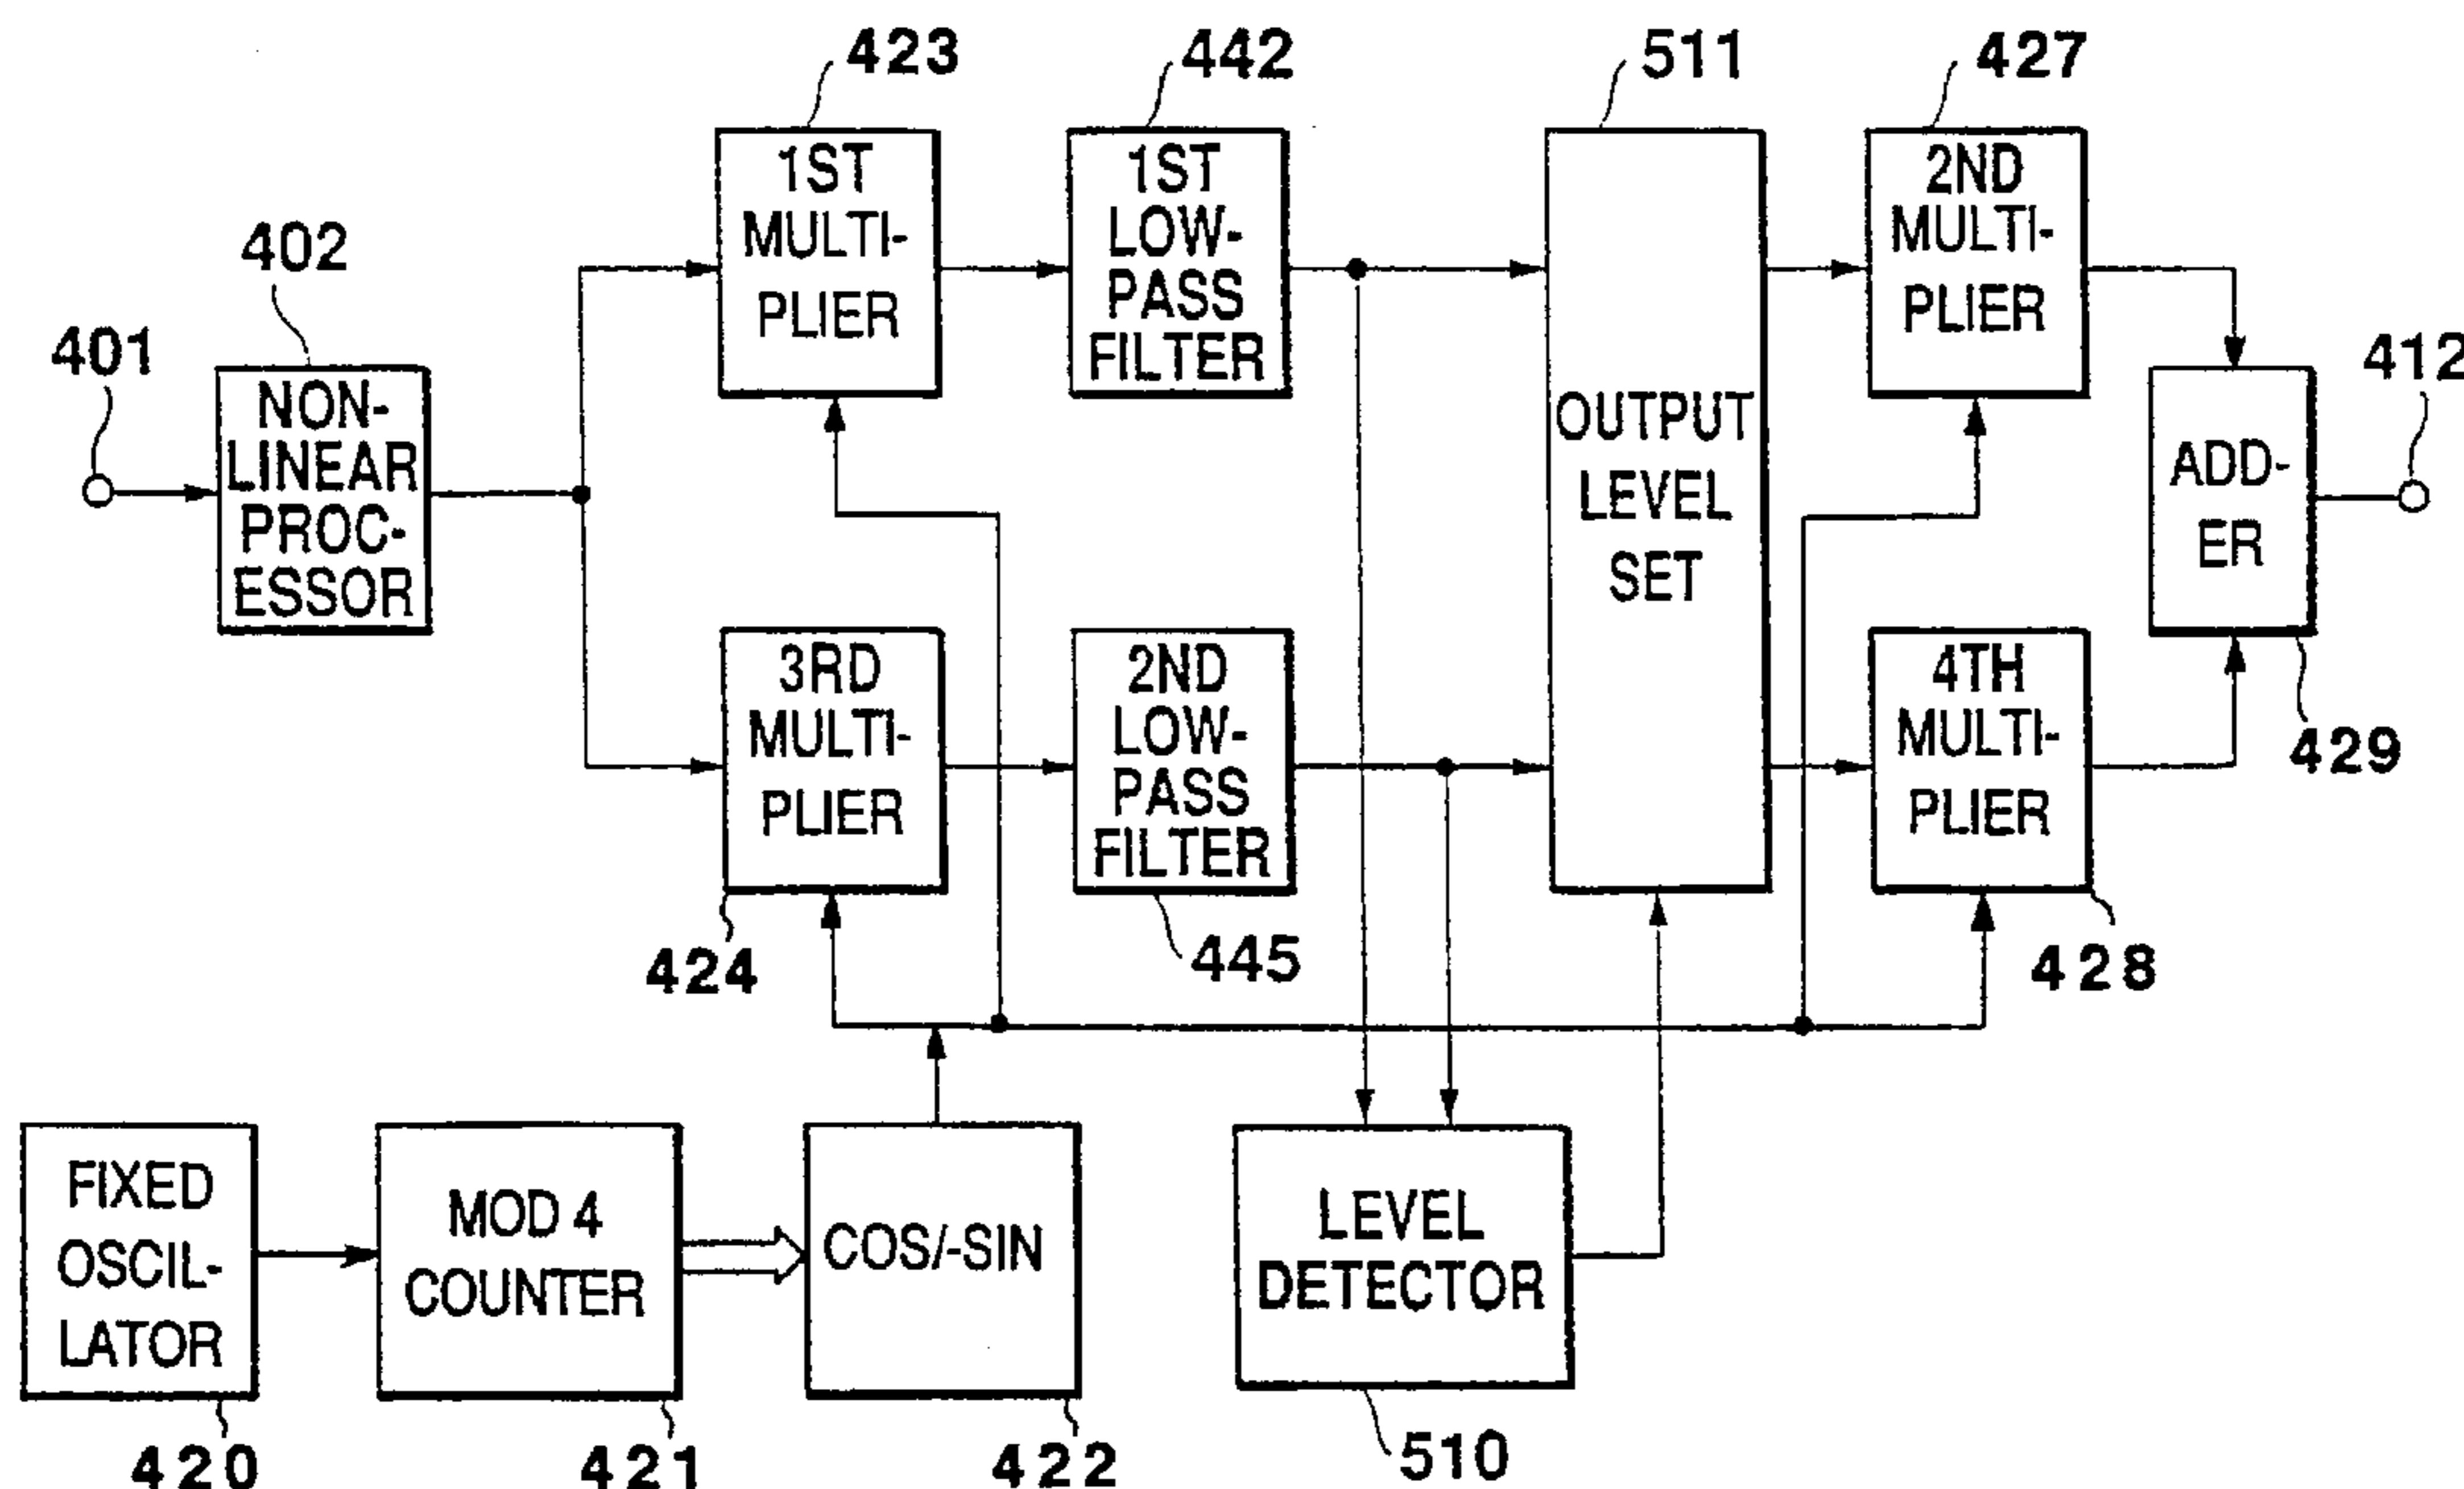 423
442
511
427
402
401
412
1ST
MULTI-
PLIER
1ST
LOW-
PASS
FILTER
OUTPUT
LEVEL
SET
2ND
MULTI-
PLIER
NON-
LINEAR
PROC-
ESSOR
ADD-
ER
3RD
MULTI-
PLIER
2ND
LOW-
PASS
FILTER
4TH
MULTI-
PLIER
429
424
445
428
FIXED
OSCIL-
LATOR
MOD 4
COUNTER
COS/-SIN
LEVEL
DETECTOR
420
421
422
510